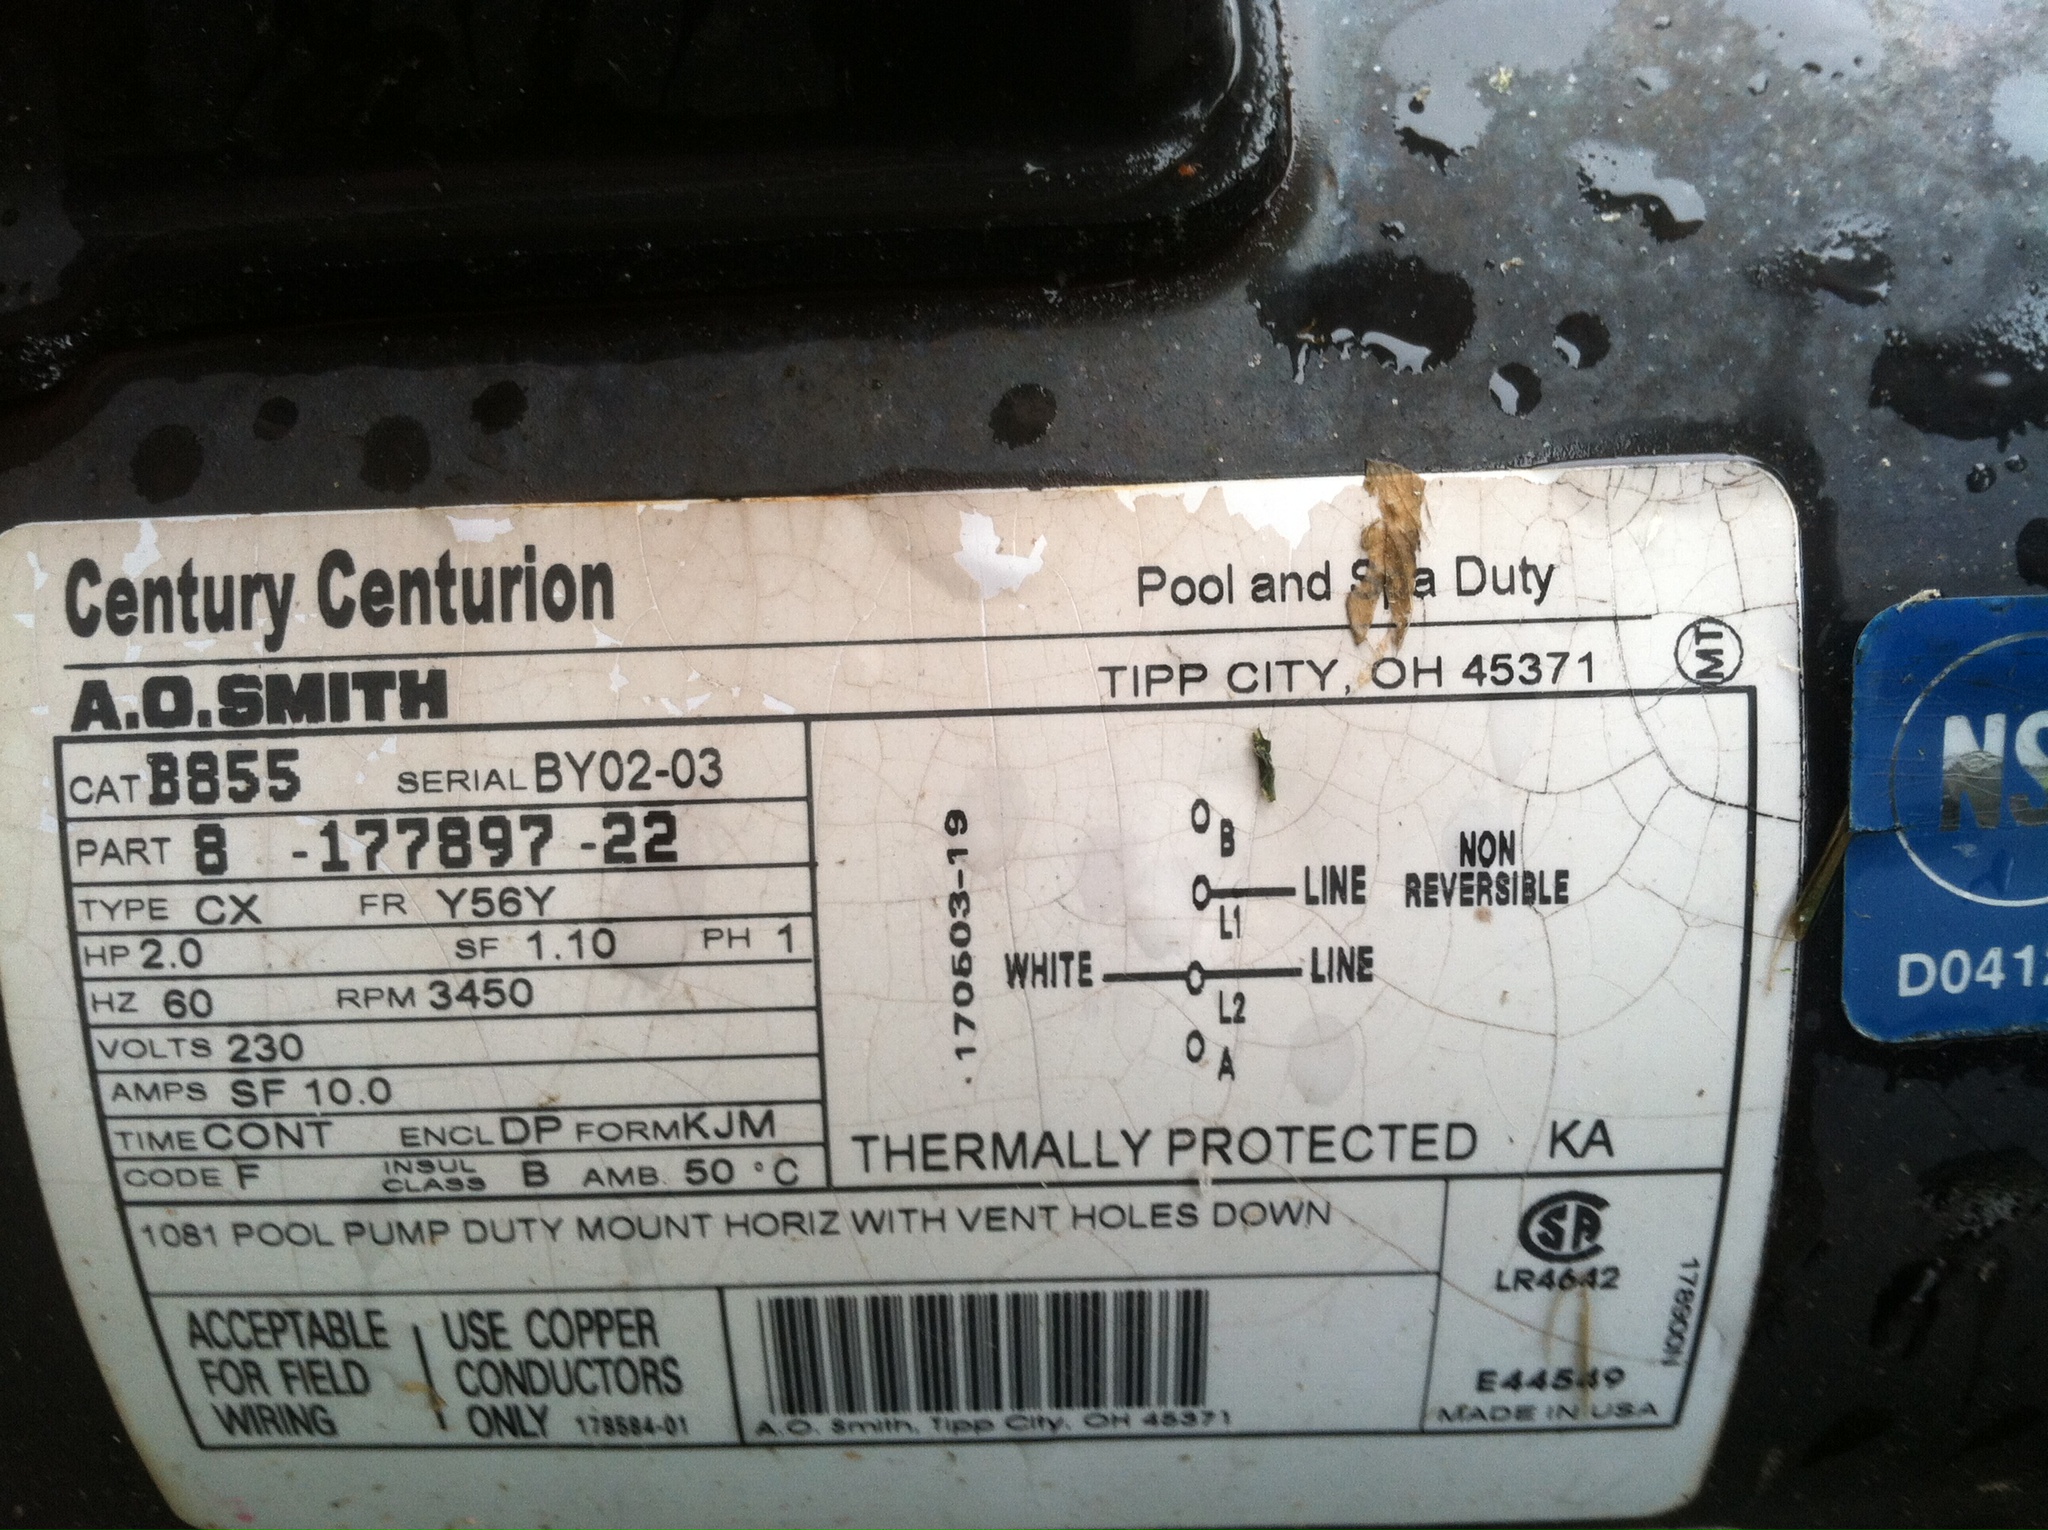 Century Centurion Pool and Spa Duty
A.O.SMITH TIPP CITY, OH 45371 MT
CAT B855 SERIAL BY02-03
PART 8 -177897-22
TYPE CX FR Y56Y
HP 2.0 SF 1.10 PH 1
HZ 60 RPM 3450
VOLTS 230
AMPS SF 10.0
TIME CONT ENCL DP FORM KJM
CODE F INSUL CLASS B AMB. 50 °C
170503-19
B
L1 LINE
NON
REVERSIBLE
WHITE L2 LINE
A
THERMALLY PROTECTED KA
1081 POOL PUMP DUTY MOUNT HORIZ WITH VENT HOLES DOWN
ACCEPTABLE
FOR FIELD
WIRING
USE COPPER
CONDUCTORS
ONLY 178584-01
A.O. Smith, Tipp City, OH 45371
SA
LR4642
E44549
MADE IN USA
178900N
NS
D041